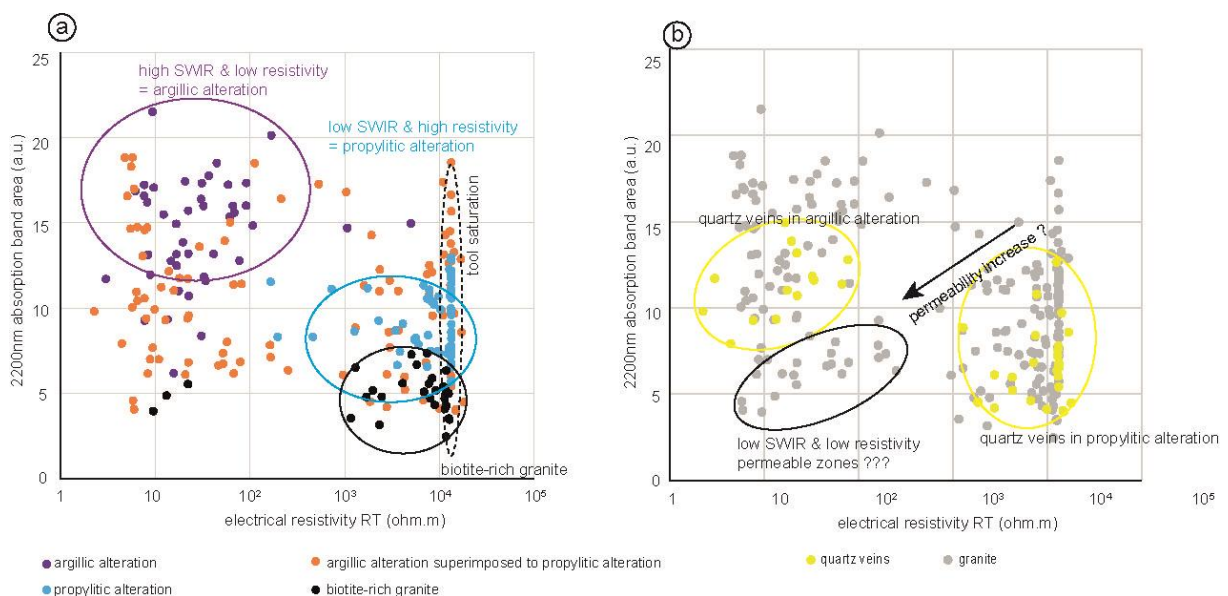 a
25
20
15
10
5
0
2200nm absorption band area (a.u.)
high SWIR & low resistivity
= argillic alteration
low SWIR & high resistivity
= propylitic alteration
tool saturation
biotite-rich granite
1
10
10²
10³
10⁴
10⁵
electrical resistivity RT (ohm.m)
argillic alteration
argillic alteration superimposed to propylitic alteration
propylitic alteration
biotite-rich granite
b
25
20
15
10
5
0
2200nm absorption band area (a.u.)
quartz veins in argillic alteration
permeability increase ?
low SWIR & low resistivity
permeable zones ???
quartz veins in propylitic alteration
1
10
10²
10³
10⁴
10⁵
electrical resistivity RT (ohm.m)
quartz veins
granite